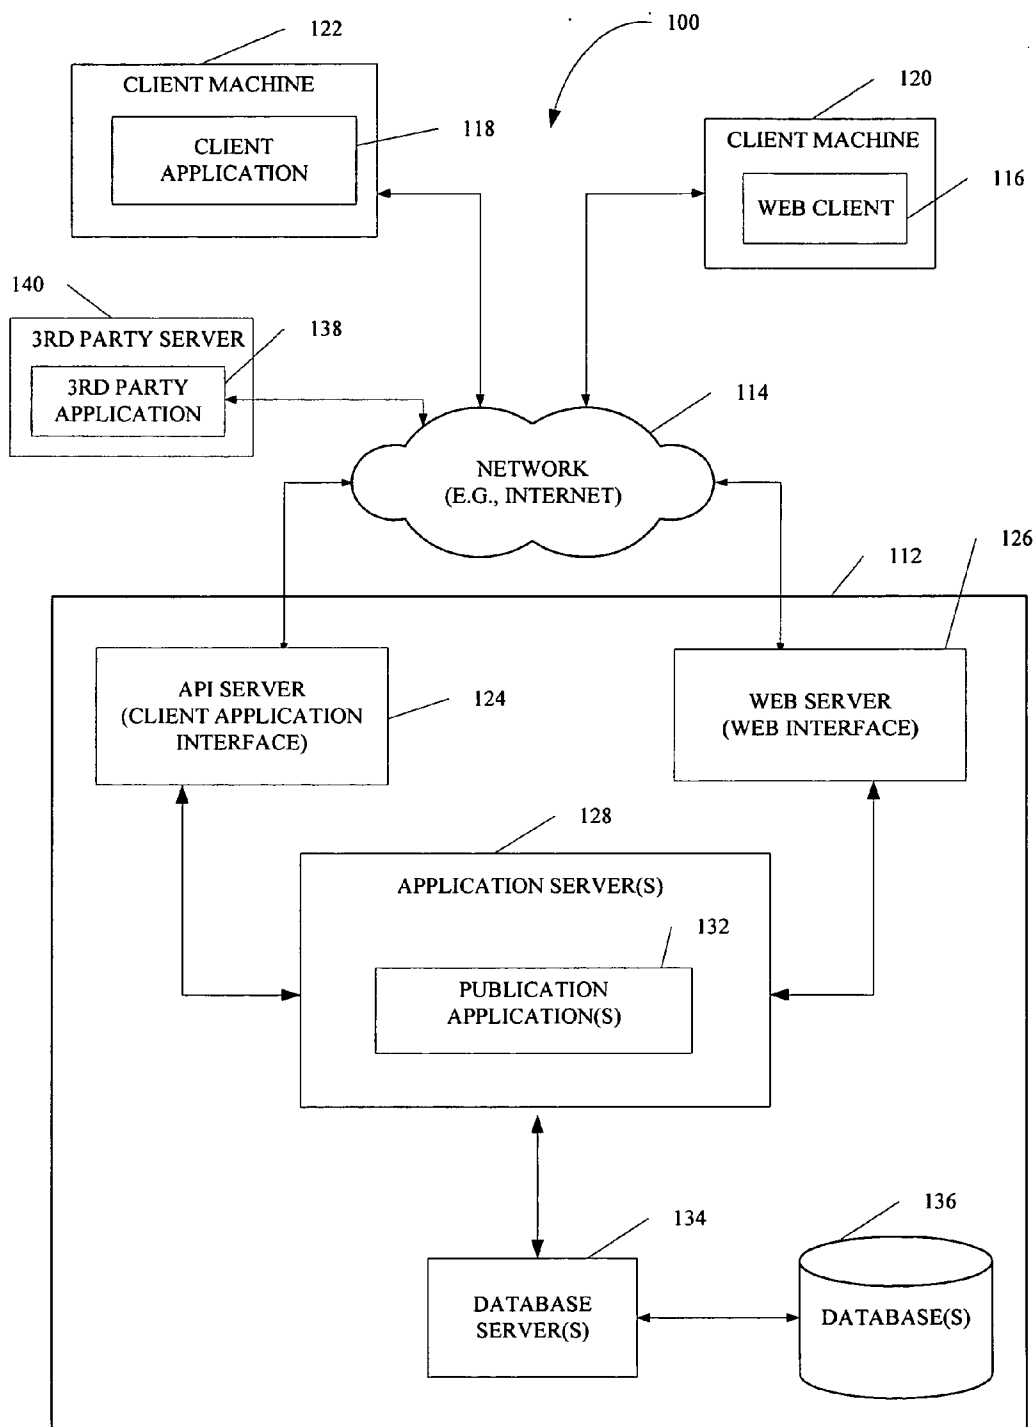 100
122
CLIENT MACHINE
118
CLIENT
APPLICATION
120
CLIENT MACHINE
116
WEB CLIENT
140
3RD PARTY SERVER
138
3RD PARTY
APPLICATION
114
NETWORK
(E.G., INTERNET)
126
112
API SERVER
(CLIENT APPLICATION
INTERFACE)
124
WEB SERVER
(WEB INTERFACE)
128
APPLICATION SERVER(S)
132
PUBLICATION
APPLICATION(S)
134
136
DATABASE
SERVER(S)
DATABASE(S)